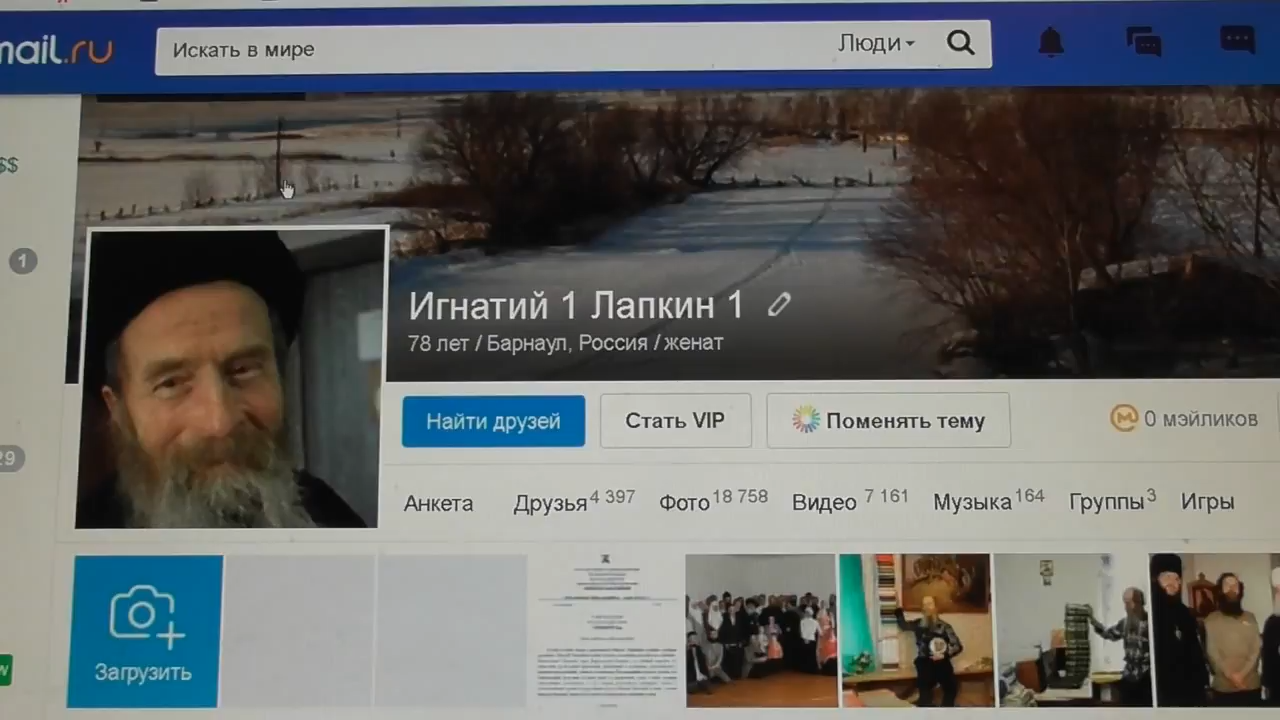 mail.ru
Искать в мире
Люди
$$
1
Игнатий 1 Лапкин 1
78 лет / Барнаул, Россия / женат
Найти друзей
Стать VIP
Поменять тему
0 мэйликов
29
Анкета
Друзья 4 397
Фото 18 758
Видео 7 161
Музыка 164
Группы 3
Игры
Загрузить